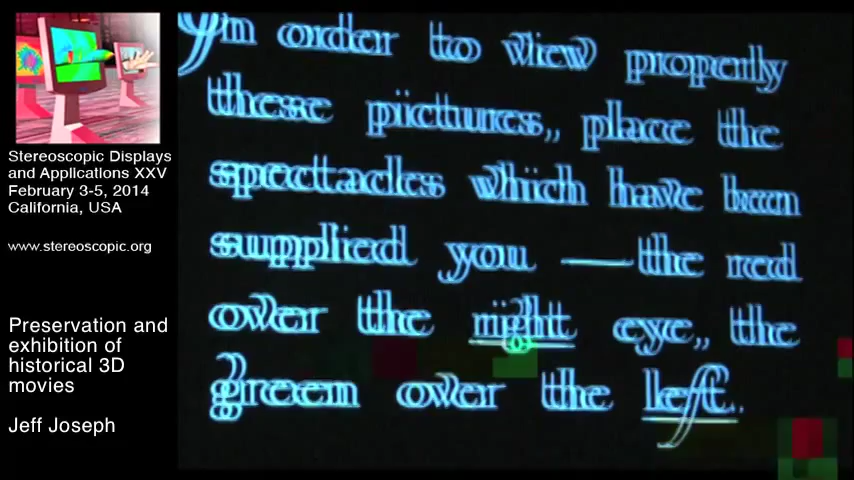 Stereoscopic Displays
and Applications XXV
February 3-5, 2014
California, USA
www.stereoscopic.org
Preservation and
exhibition of
historical 3D
movies
Jeff Joseph
In order to view properly
these pictures, place the
spectacles which have been
supplied you — the red
over the right eye, the
green over the left.